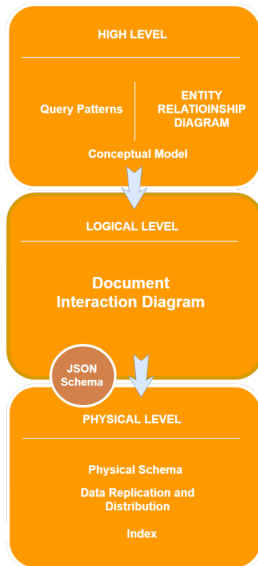 HIGH LEVEL
Query Patterns
ENTITY
RELATIOINSHIP
DIAGRAM
Conceptual Model
LOGICAL LEVEL
Document
Interaction Diagram
JSON
Schema
PHYSICAL LEVEL
Physical Schema
Data Replication and
Distribution
Index